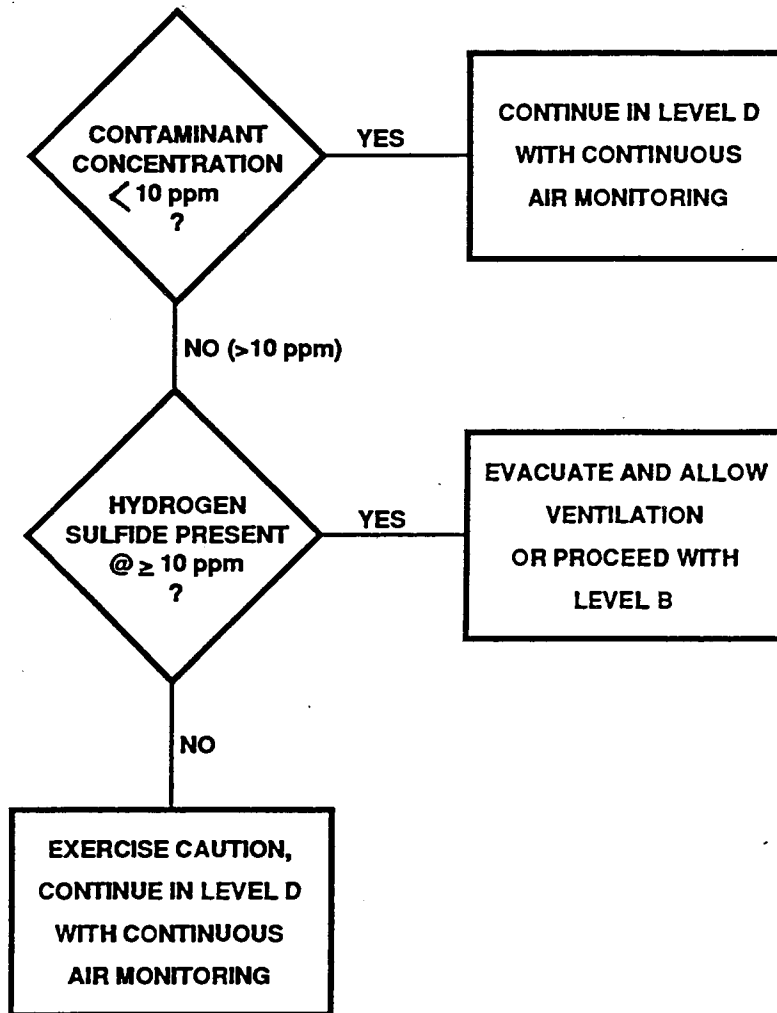 CONTAMINANT
CONCENTRATION
< 10 ppm
?
YES
CONTINUE IN LEVEL D
WITH CONTINUOUS
AIR MONITORING
NO (>10 ppm)
HYDROGEN
SULFIDE PRESENT
@ ≥ 10 ppm
?
YES
EVACUATE AND ALLOW
VENTILATION
OR PROCEED WITH
LEVEL B
NO
EXERCISE CAUTION,
CONTINUE IN LEVEL D
WITH CONTINUOUS
AIR MONITORING